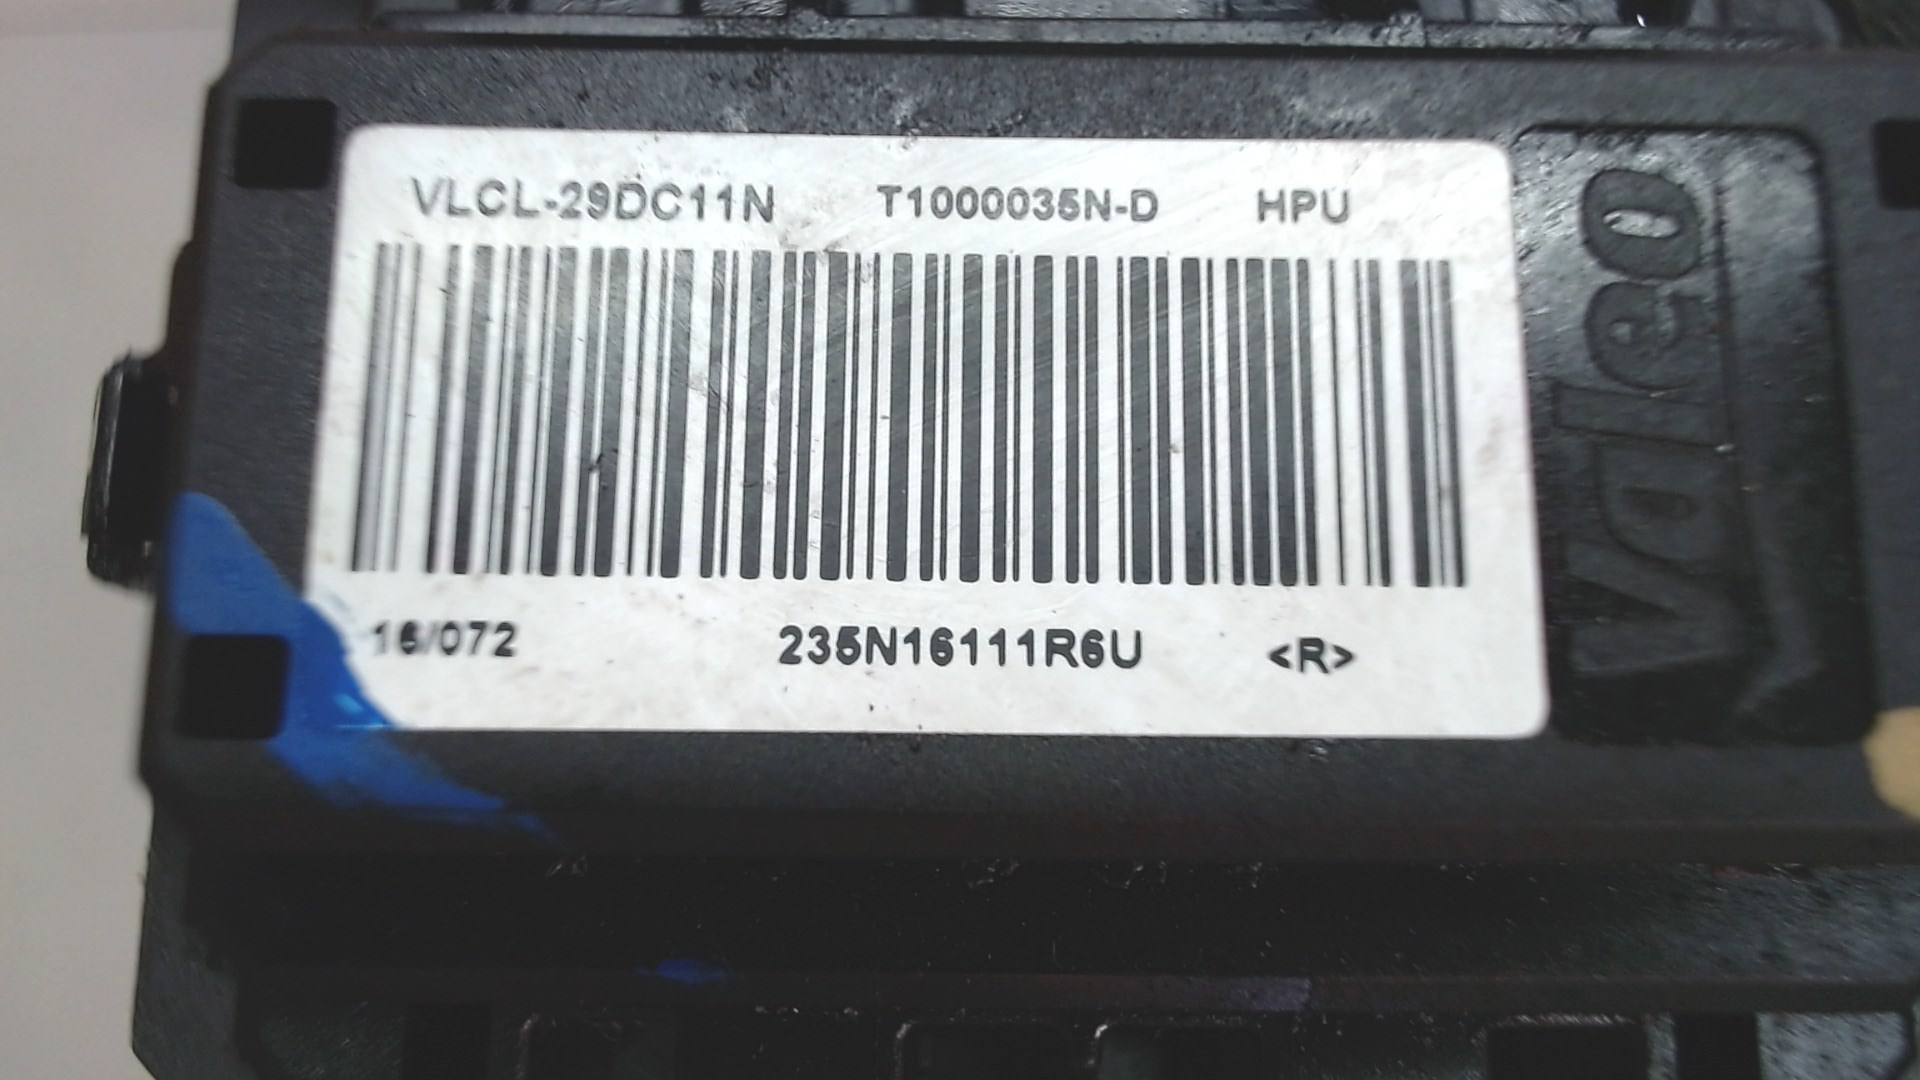 VLCL-29DC11N T1000035N-D HPU
16/072 235N16111R6U <R>
Valeo